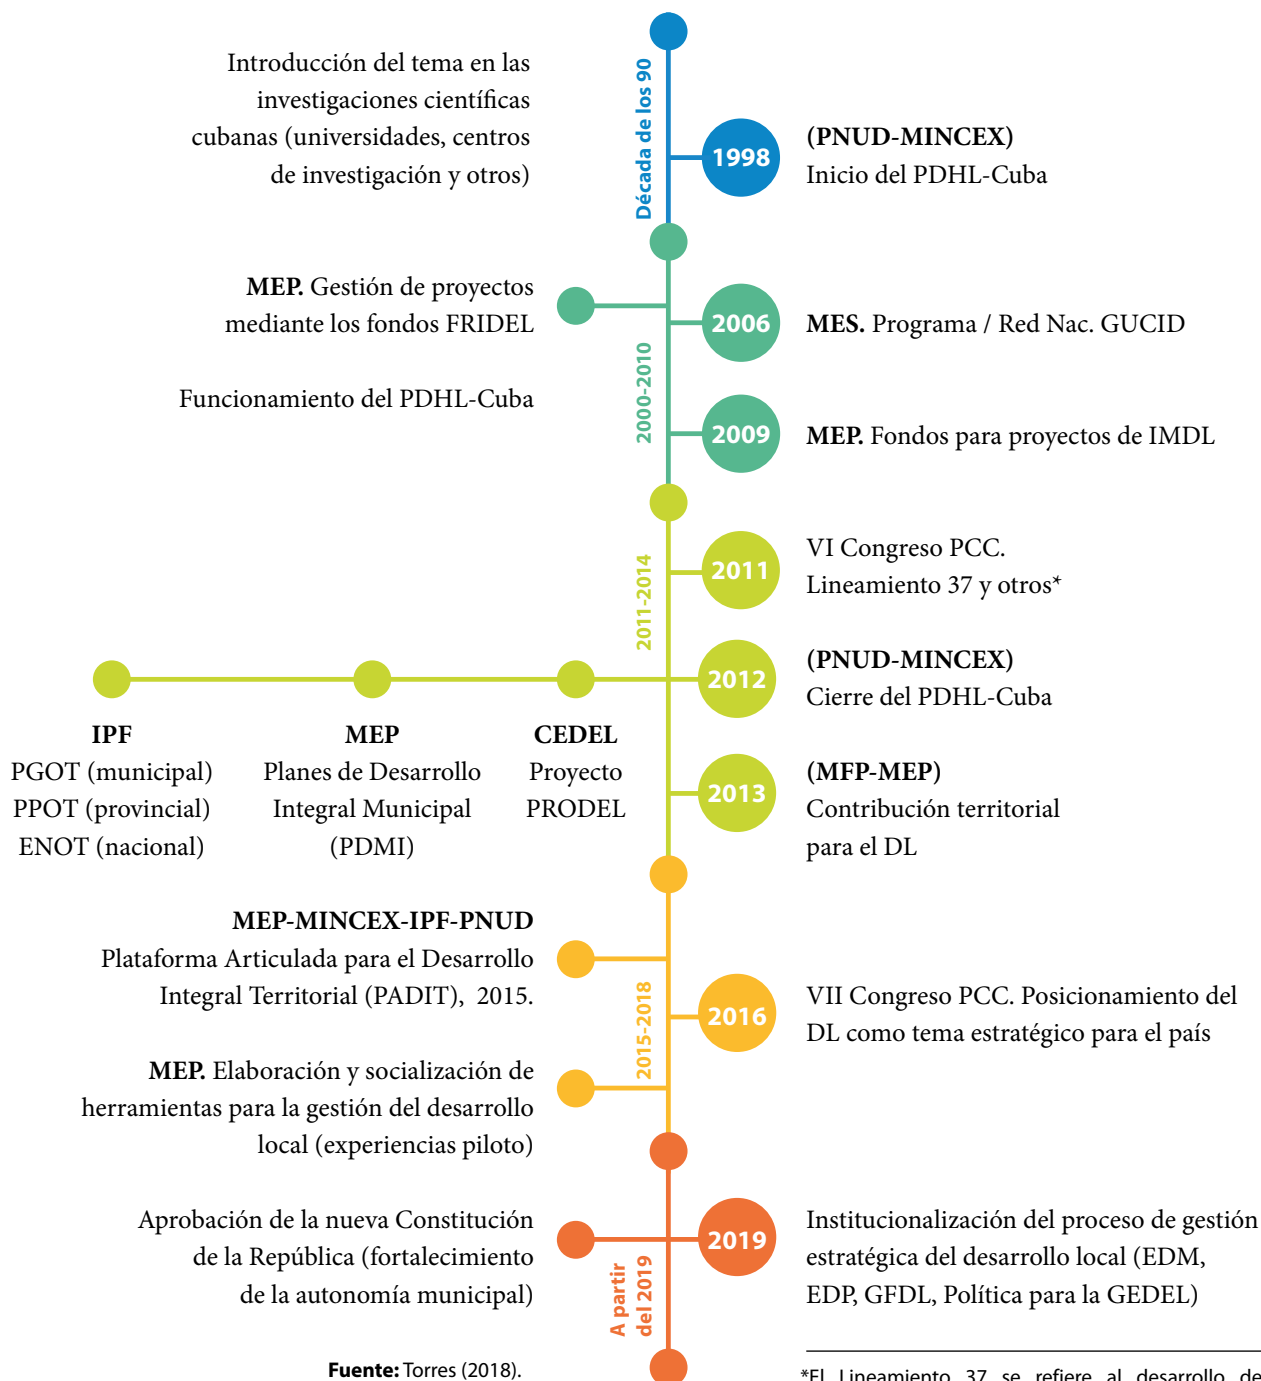 Introducción del tema en las
investigaciones científicas
cubanas (universidades, centros
de investigación y otros)
Década de los 90
1998
(PNUD-MINCEX)
Inicio del PDHL-Cuba
MEP. Gestión de proyectos
mediante los fondos FRIDEL
Funcionamiento del PDHL-Cuba
2000-2010
2006
MES. Programa / Red Nac. GUCID
2009
MEP. Fondos para proyectos de IMDL
2011-2014
2011
VI Congreso PCC.
Lineamiento 37 y otros*
2012
(PNUD-MINCEX)
Cierre del PDHL-Cuba
IPF
PGOT (municipal)
PPOT (provincial)
ENOT (nacional)
MEP
Planes de Desarrollo
Integral Municipal
(PDMI)
CEDEL
Proyecto
PRODEL
2013
(MFP-MEP)
Contribución territorial
para el DL
MEP-MINCEX-IPF-PNUD
Plataforma Articulada para el Desarrollo
Integral Territorial (PADIT), 2015.
2015-2018
2016
VII Congreso PCC. Posicionamiento del
DL como tema estratégico para el país
MEP. Elaboración y socialización de
herramientas para la gestión del desarrollo
local (experiencias piloto)
Aprobación de la nueva Constitución
de la República (fortalecimiento
de la autonomía municipal)
A partir
del 2019
2019
Institucionalización del proceso de gestión
estratégica del desarrollo local (EDM,
EDP, GFDL, Política para la GEDEL)
Fuente: Torres (2018).
*El Lineamiento 37 se refiere al desarrollo de